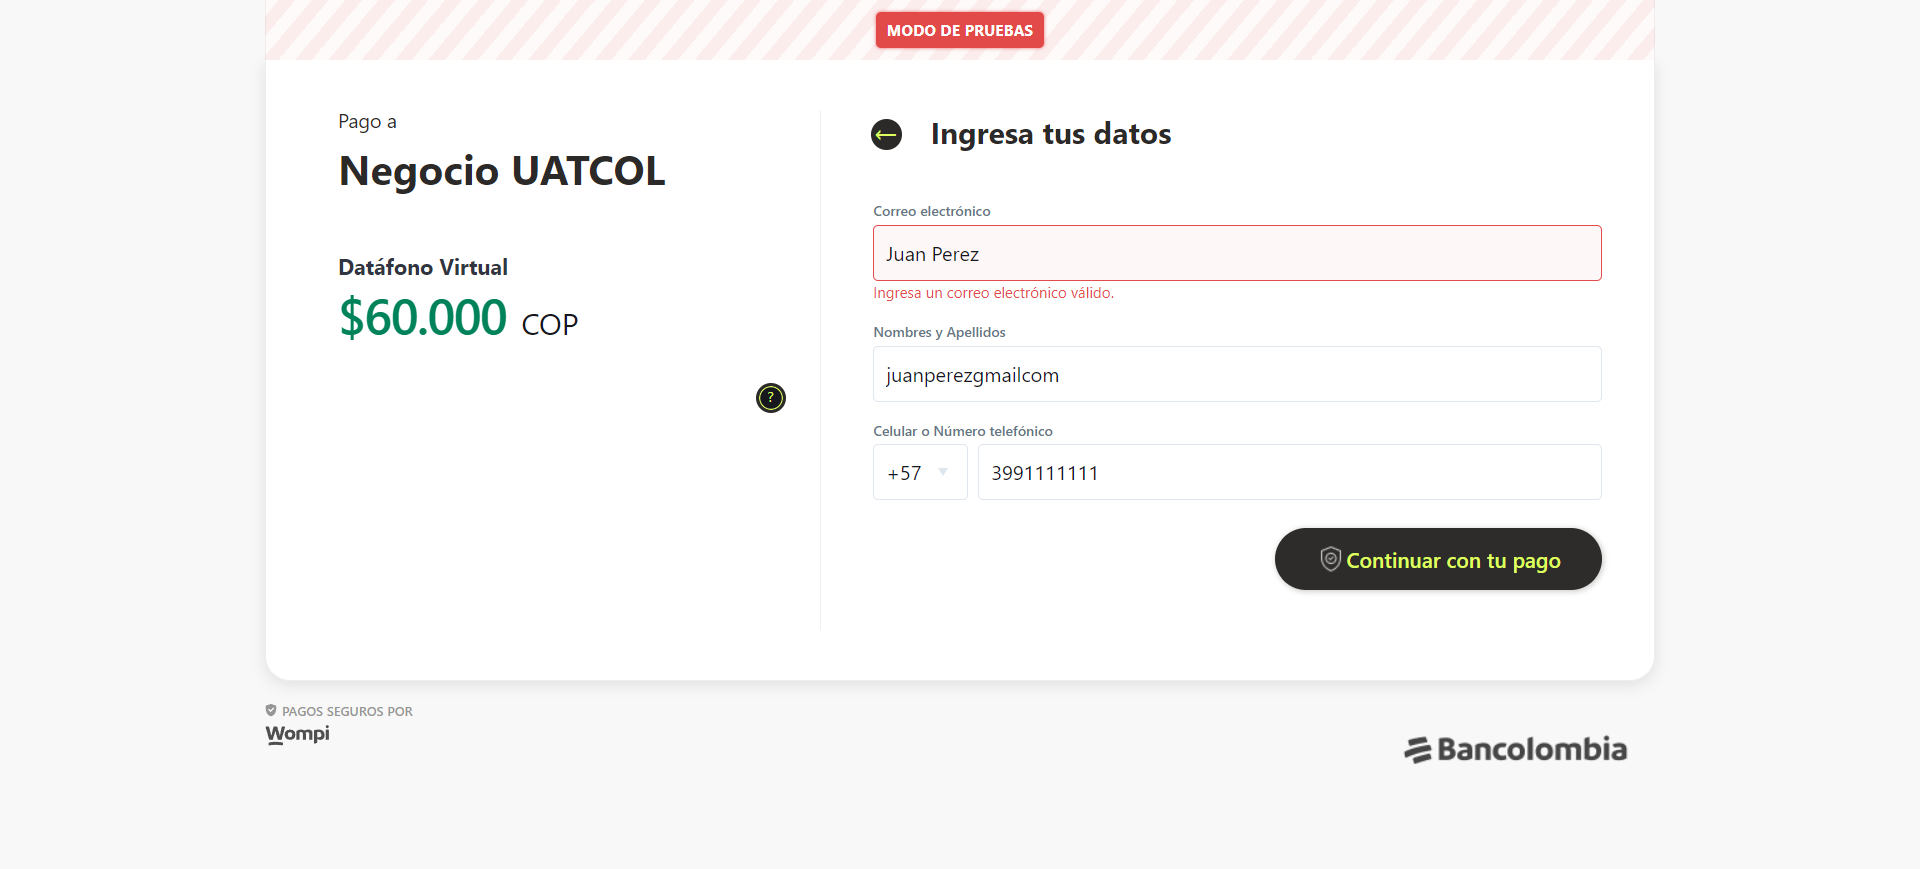 MODO DE PRUEBAS
Pago a
Negocio UATCOL
Datáfono Virtual
$60.000 COP
?
Ingresa tus datos
Correo electrónico
Juan Perez
Ingresa un correo electrónico válido.
Nombres y Apellidos
juanperezgmailcom
Celular o Número telefónico
+57 3991111111
Continuar con tu pago
PAGOS SEGUROS POR
Wompi
Bancolombia